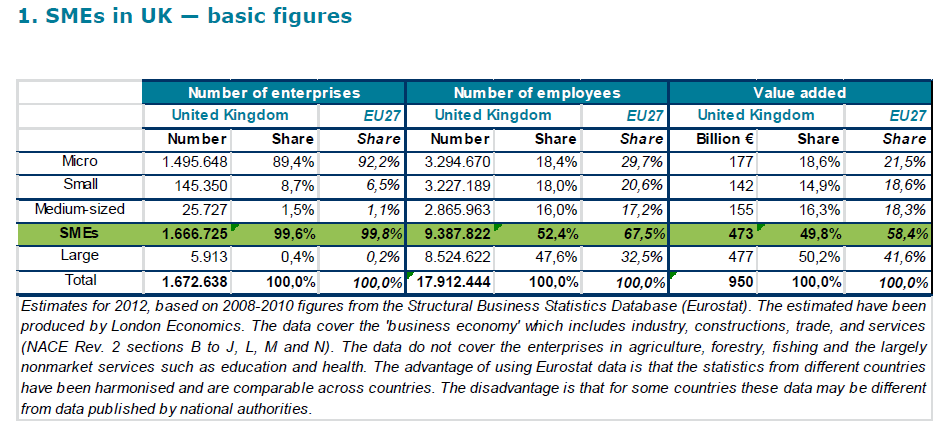 1. SMEs in UK — basic figures
Number of enterprises Number of employees Value added
United Kingdom EU27 United Kingdom EU27 United Kingdom EU27
Number Share Share Number Share Share Billion € Share Share
Micro 1.495.648 89,4% 92,2% 3.294.670 18,4% 29,7% 177 18,6% 21,5%
Small 145.350 8,7% 6,5% 3.227.189 18,0% 20,6% 142 14,9% 18,6%
Medium-sized 25.727 1,5% 1,1% 2.865.963 16,0% 17,2% 155 16,3% 18,3%
SMEs 1.666.725 99,6% 99,8% 9.387.822 52,4% 67,5% 473 49,8% 58,4%
Large 5.913 0,4% 0,2% 8.524.622 47,6% 32,5% 477 50,2% 41,6%
Total 1.672.638 100,0% 100,0% 17.912.444 100,0% 100,0% 950 100,0% 100,0%
Estimates for 2012, based on 2008-2010 figures from the Structural Business Statistics Database (Eurostat). The estimated have been
produced by London Economics. The data cover the 'business economy' which includes industry, constructions, trade, and services
(NACE Rev. 2 sections B to J, L, M and N). The data do not cover the enterprises in agriculture, forestry, fishing and the largely
nonmarket services such as education and health. The advantage of using Eurostat data is that the statistics from different countries
have been harmonised and are comparable across countries. The disadvantage is that for some countries these data may be different
from data published by national authorities.